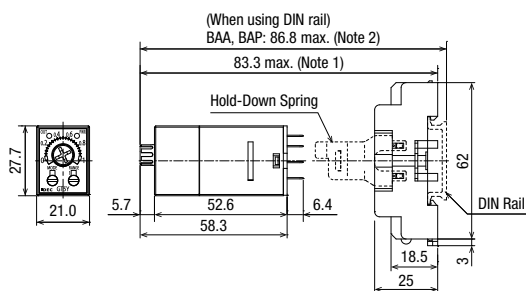 (When using DIN rail)
BAA, BAP: 86.8 max. (Note 2)
83.3 max. (Note 1)
Hold-Down Spring
27.7
21.0
5.7
52.6
6.4
58.3
62
DIN Rail
18.5
3
25
GT5Y